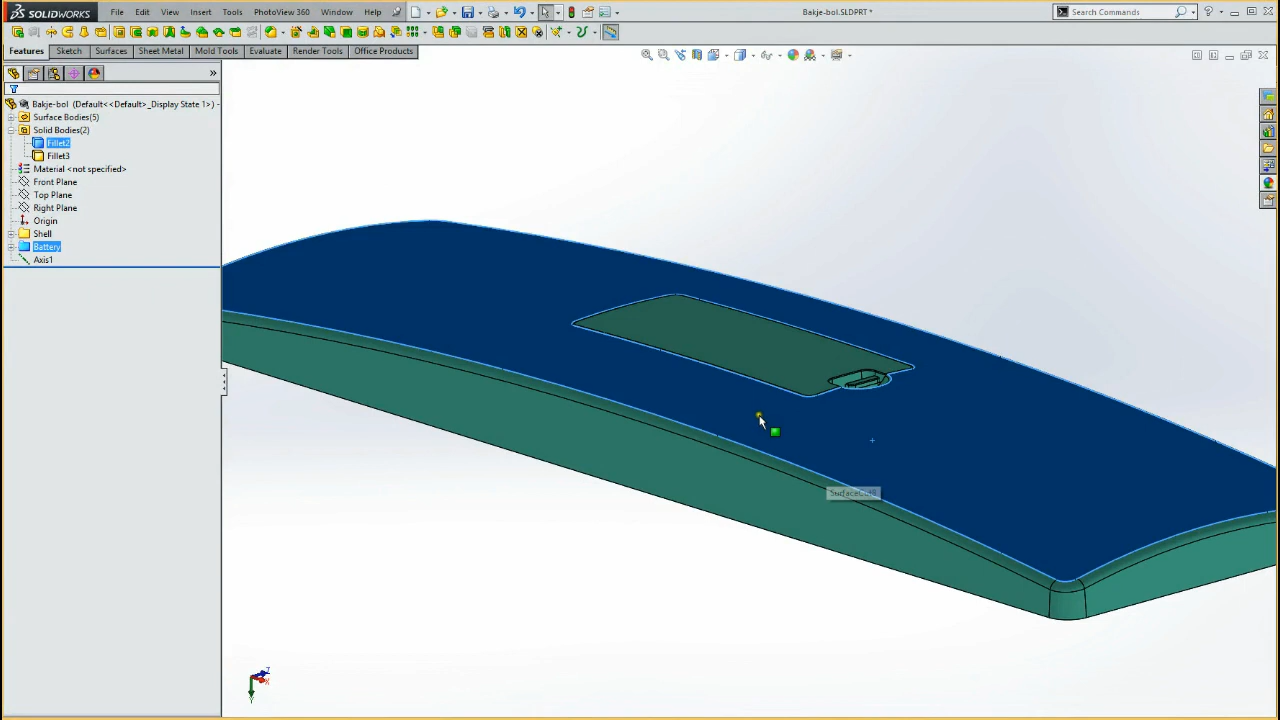 SOLIDWORKS File Edit View Insert Tools PhotoView 360 Window Help Bakje-bol.SLDPRT * Search Commands
Features Sketch Surfaces Sheet Metal Mold Tools Evaluate Render Tools Office Products
Bakje-bol (Default<<Default>_Display State 1>)
Surface Bodies(5)
Solid Bodies(2)
Fillet2
Fillet3
Material <not specified>
Front Plane
Top Plane
Right Plane
Origin
Shell
Battery
Axis1
SurfaceCut8
Z
X
Y